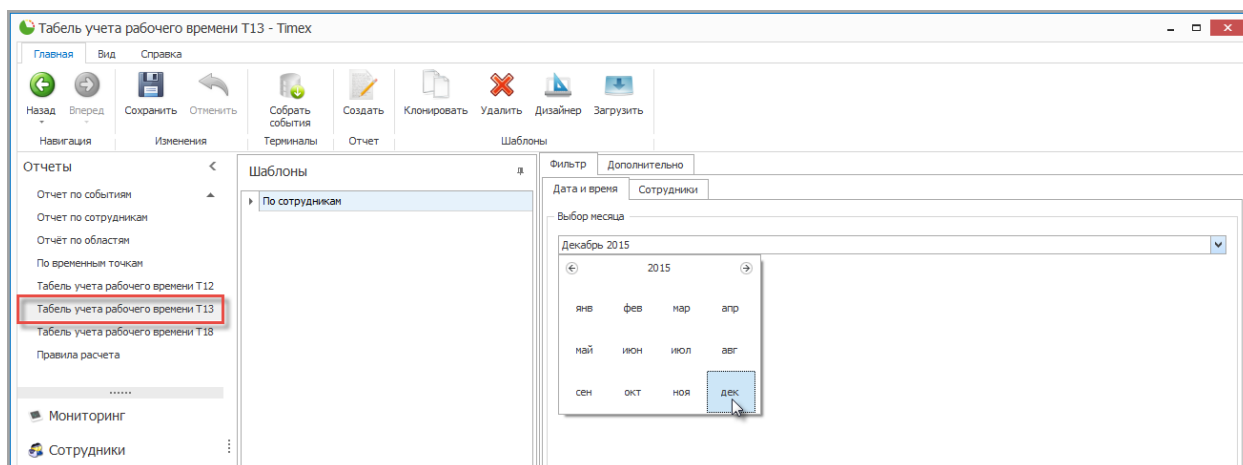 Табель учета рабочего времени Т13 - Timex
Главная Вид Справка
Назад Вперед Сохранить Отменить Собрать события Создать Клонировать Удалить Дизайнер Загрузить
Навигация Изменения Терминалы Отчет Шаблоны
Отчеты
Отчет по событиям
Отчет по сотрудникам
Отчёт по областям
По временным точкам
Табель учета рабочего времени Т12
Табель учета рабочего времени Т13
Табель учета рабочего времени Т18
Правила расчета
Мониторинг
Сотрудники
Шаблоны
По сотрудникам
Фильтр Дополнительно
Дата и время Сотрудники
Выбор месяца
Декабрь 2015
2015
янв фев мар апр
май июн июл авг
сен окт ноя дек